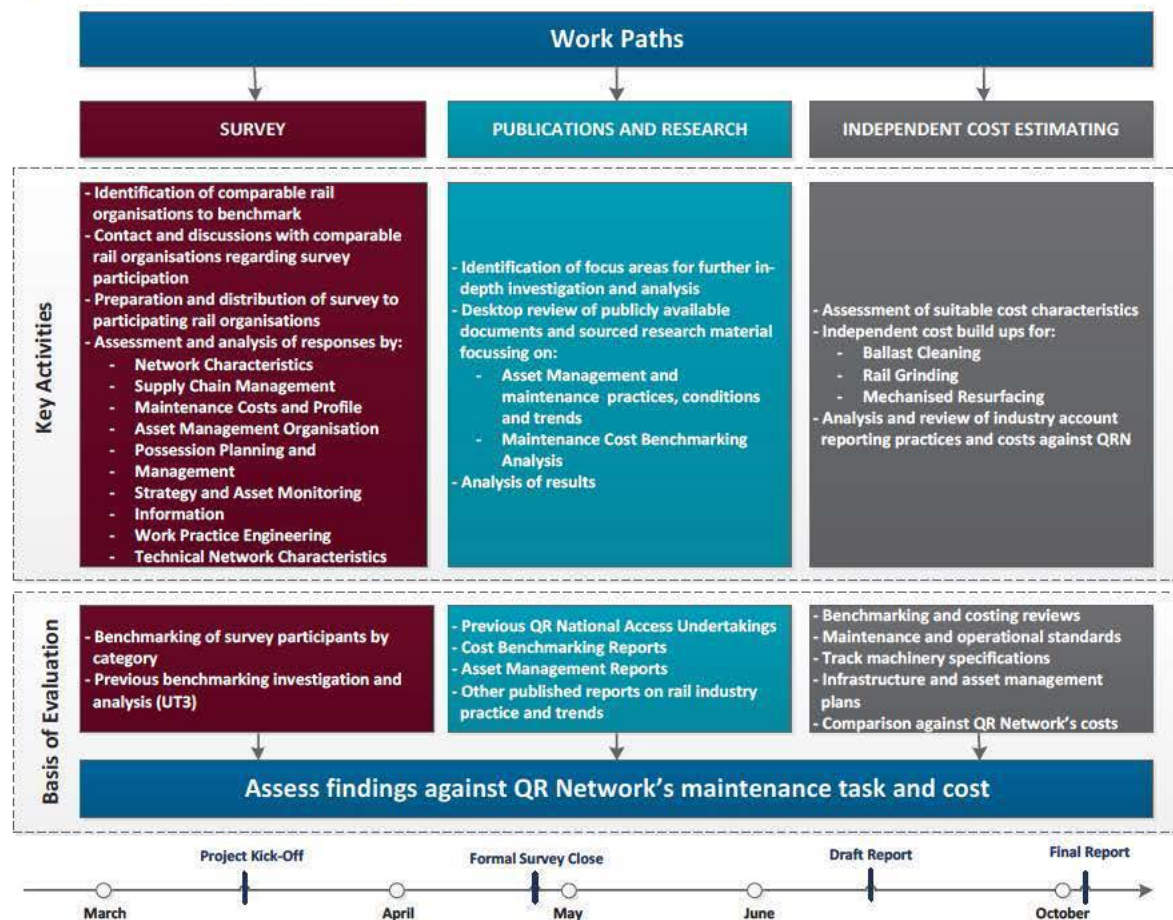 Work Paths
SURVEY
PUBLICATIONS AND RESEARCH
INDEPENDENT COST ESTIMATING
Key Activities
- Identification of comparable rail
organisations to benchmark
- Contact and discussions with comparable
rail organisations regarding survey
participation
- Preparation and distribution of survey to
participating rail organisations
- Assessment and analysis of responses by:
- Network Characteristics
- Supply Chain Management
- Maintenance Costs and Profile
- Asset Management Organisation
- Possession Planning and
- Management
- Strategy and Asset Monitoring
- Information
- Work Practice Engineering
- Technical Network Characteristics
- Identification of focus areas for further in-
depth investigation and analysis
- Desktop review of publicly available
documents and sourced research material
focussing on:
- Asset Management and
maintenance practices, conditions
and trends
- Maintenance Cost Benchmarking
Analysis
- Analysis of results
- Assessment of suitable cost characteristics
- Independent cost build ups for:
- Ballast Cleaning
- Rail Grinding
- Mechanised Resurfacing
- Analysis and review of industry account
reporting practices and costs against QRN
Basis of Evaluation
- Benchmarking of survey participants by
category
- Previous benchmarking investigation and
analysis (UT3)
- Previous QR National Access Undertakings
- Cost Benchmarking Reports
- Asset Management Reports
- Other published reports on rail industry
practice and trends
- Benchmarking and costing reviews
- Maintenance and operational standards
- Track machinery specifications
- Infrastructure and asset management
plans
- Comparison against QR Network's costs
Assess findings against QR Network's maintenance task and cost
Project Kick-Off
Formal Survey Close
Draft Report
Final Report
March
April
May
June
October